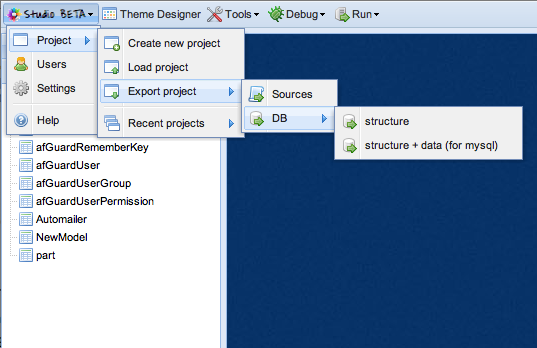 Studio BETA
Theme Designer
Tools
Debug
Run
Project
Users
Settings
Help
Create new project
Load project
Export project
Recent projects
Sources
DB
structure
structure + data (for mysql)
afGuardRememberKey
afGuardUser
afGuardUserGroup
afGuardUserPermission
Automailer
NewModel
part